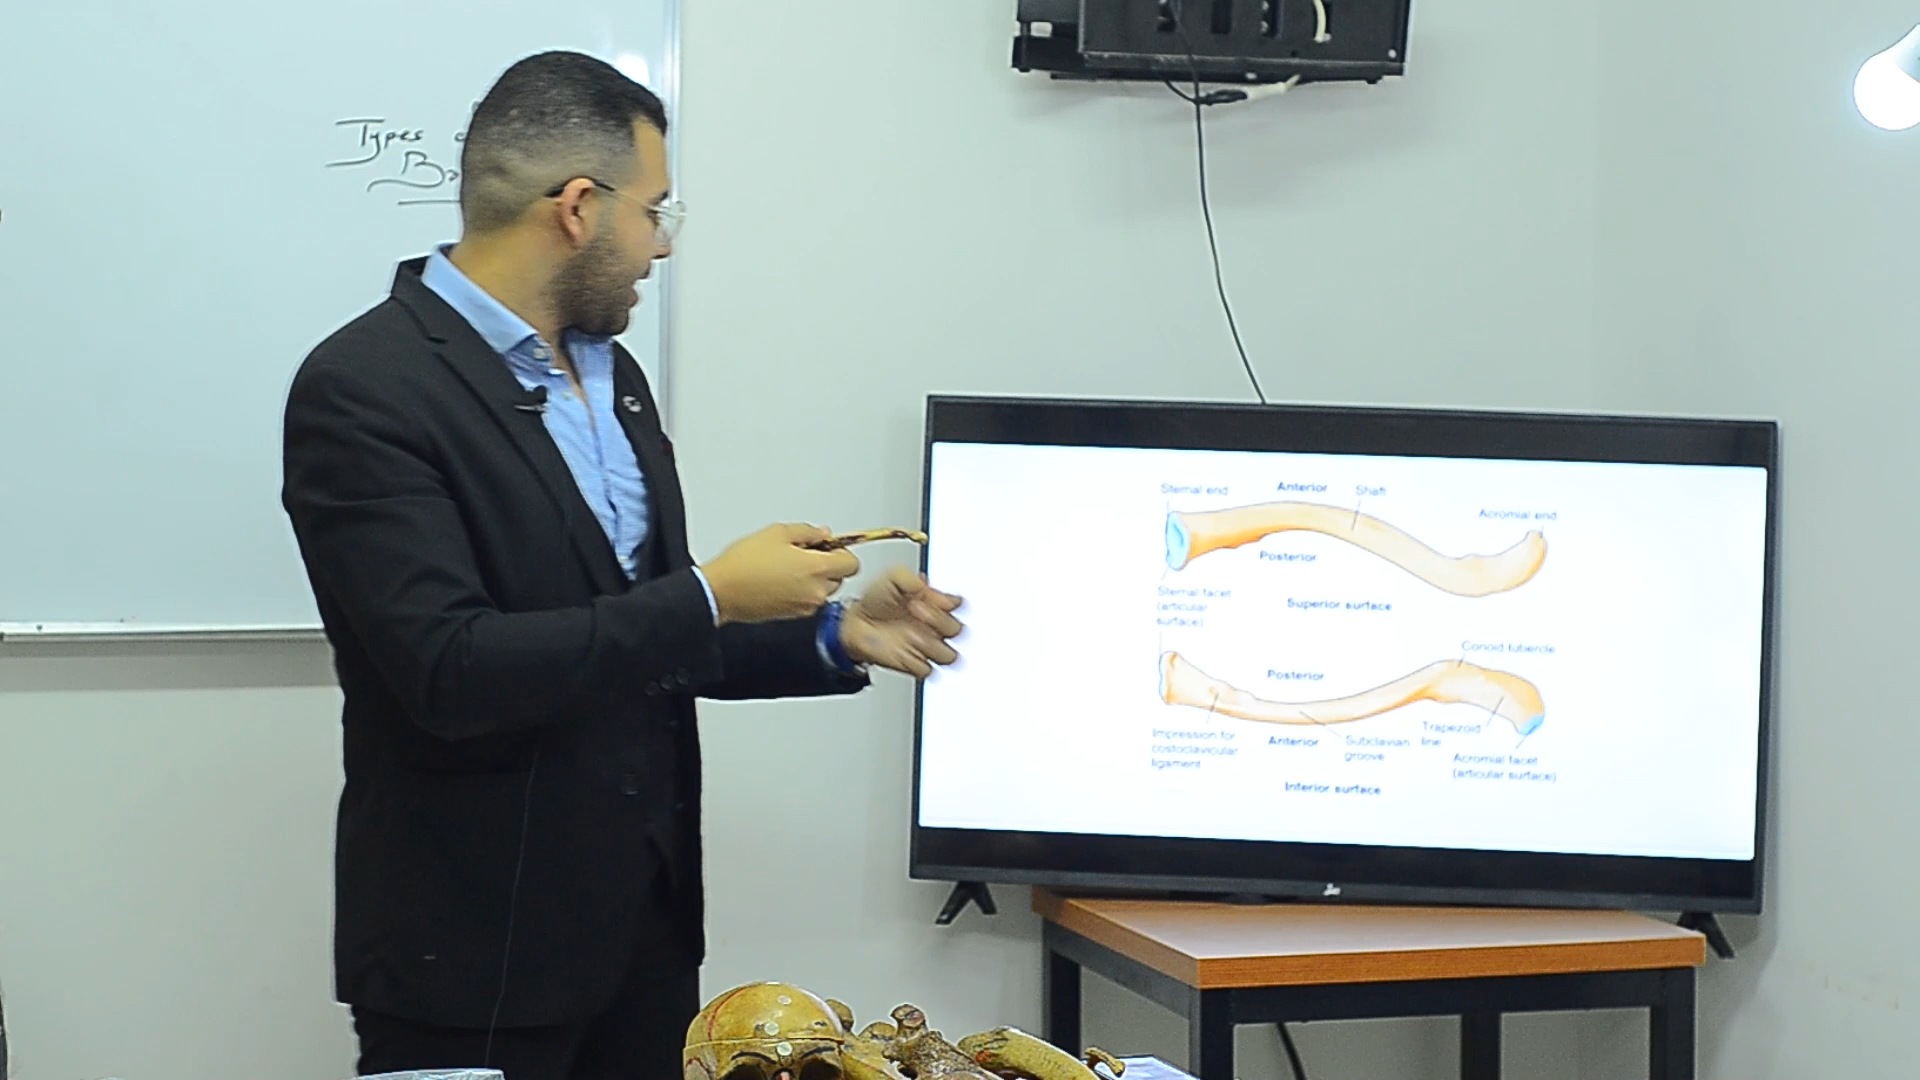 Types
Sternal end
Anterior
Shaft
Acromial end
Posterior
Sternal facet
(articular
surface)
Superior surface
Conoid tubercle
Posterior
Impression for
costoclavicular
ligament
Anterior
Subclavian
groove
Trapezoid
line
Acromial facet
(articular surface)
Inferior surface